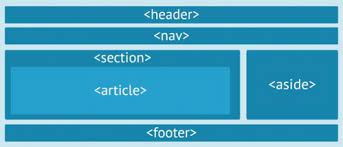 <header>
<nav>
<section>
<article>
<aside>
<footer>